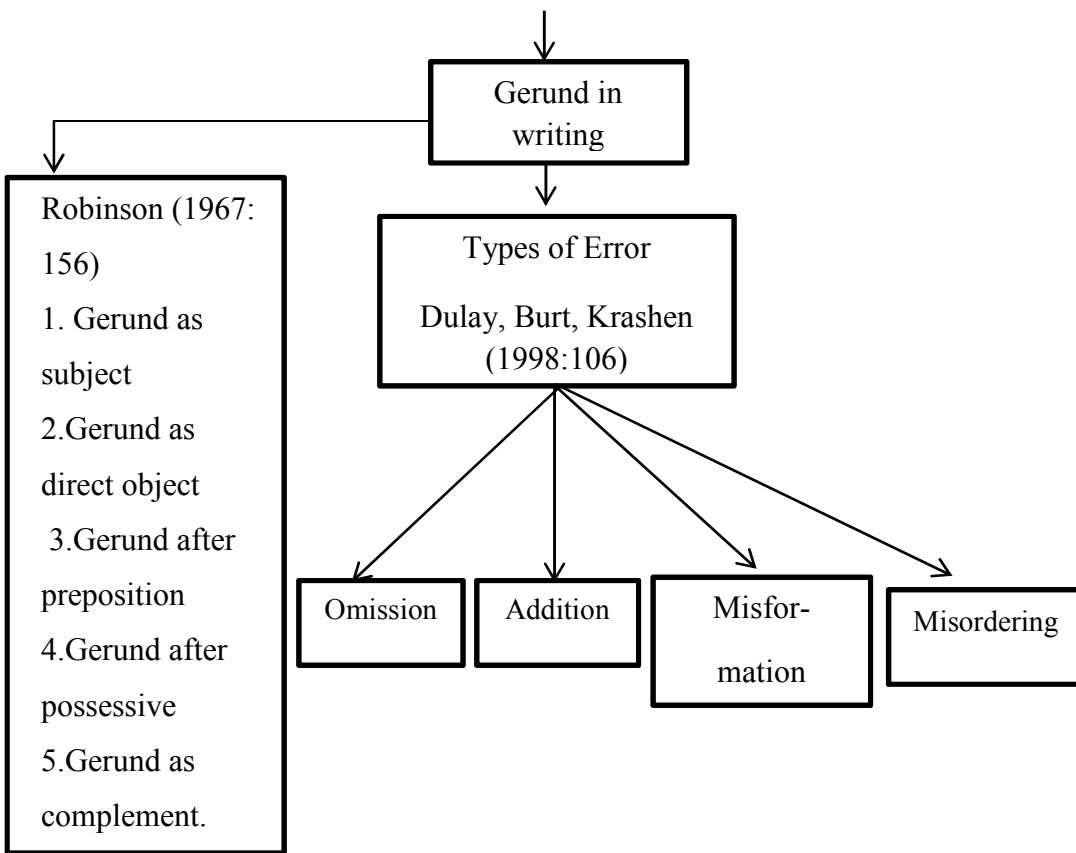 Gerund in
writing
Robinson (1967:
156)
1. Gerund as
subject
2.Gerund as
direct object
3.Gerund after
preposition
4.Gerund after
possessive
5.Gerund as
complement.
Types of Error
Dulay, Burt, Krashen
(1998:106)
Omission
Addition
Misfor-
mation
Misordering